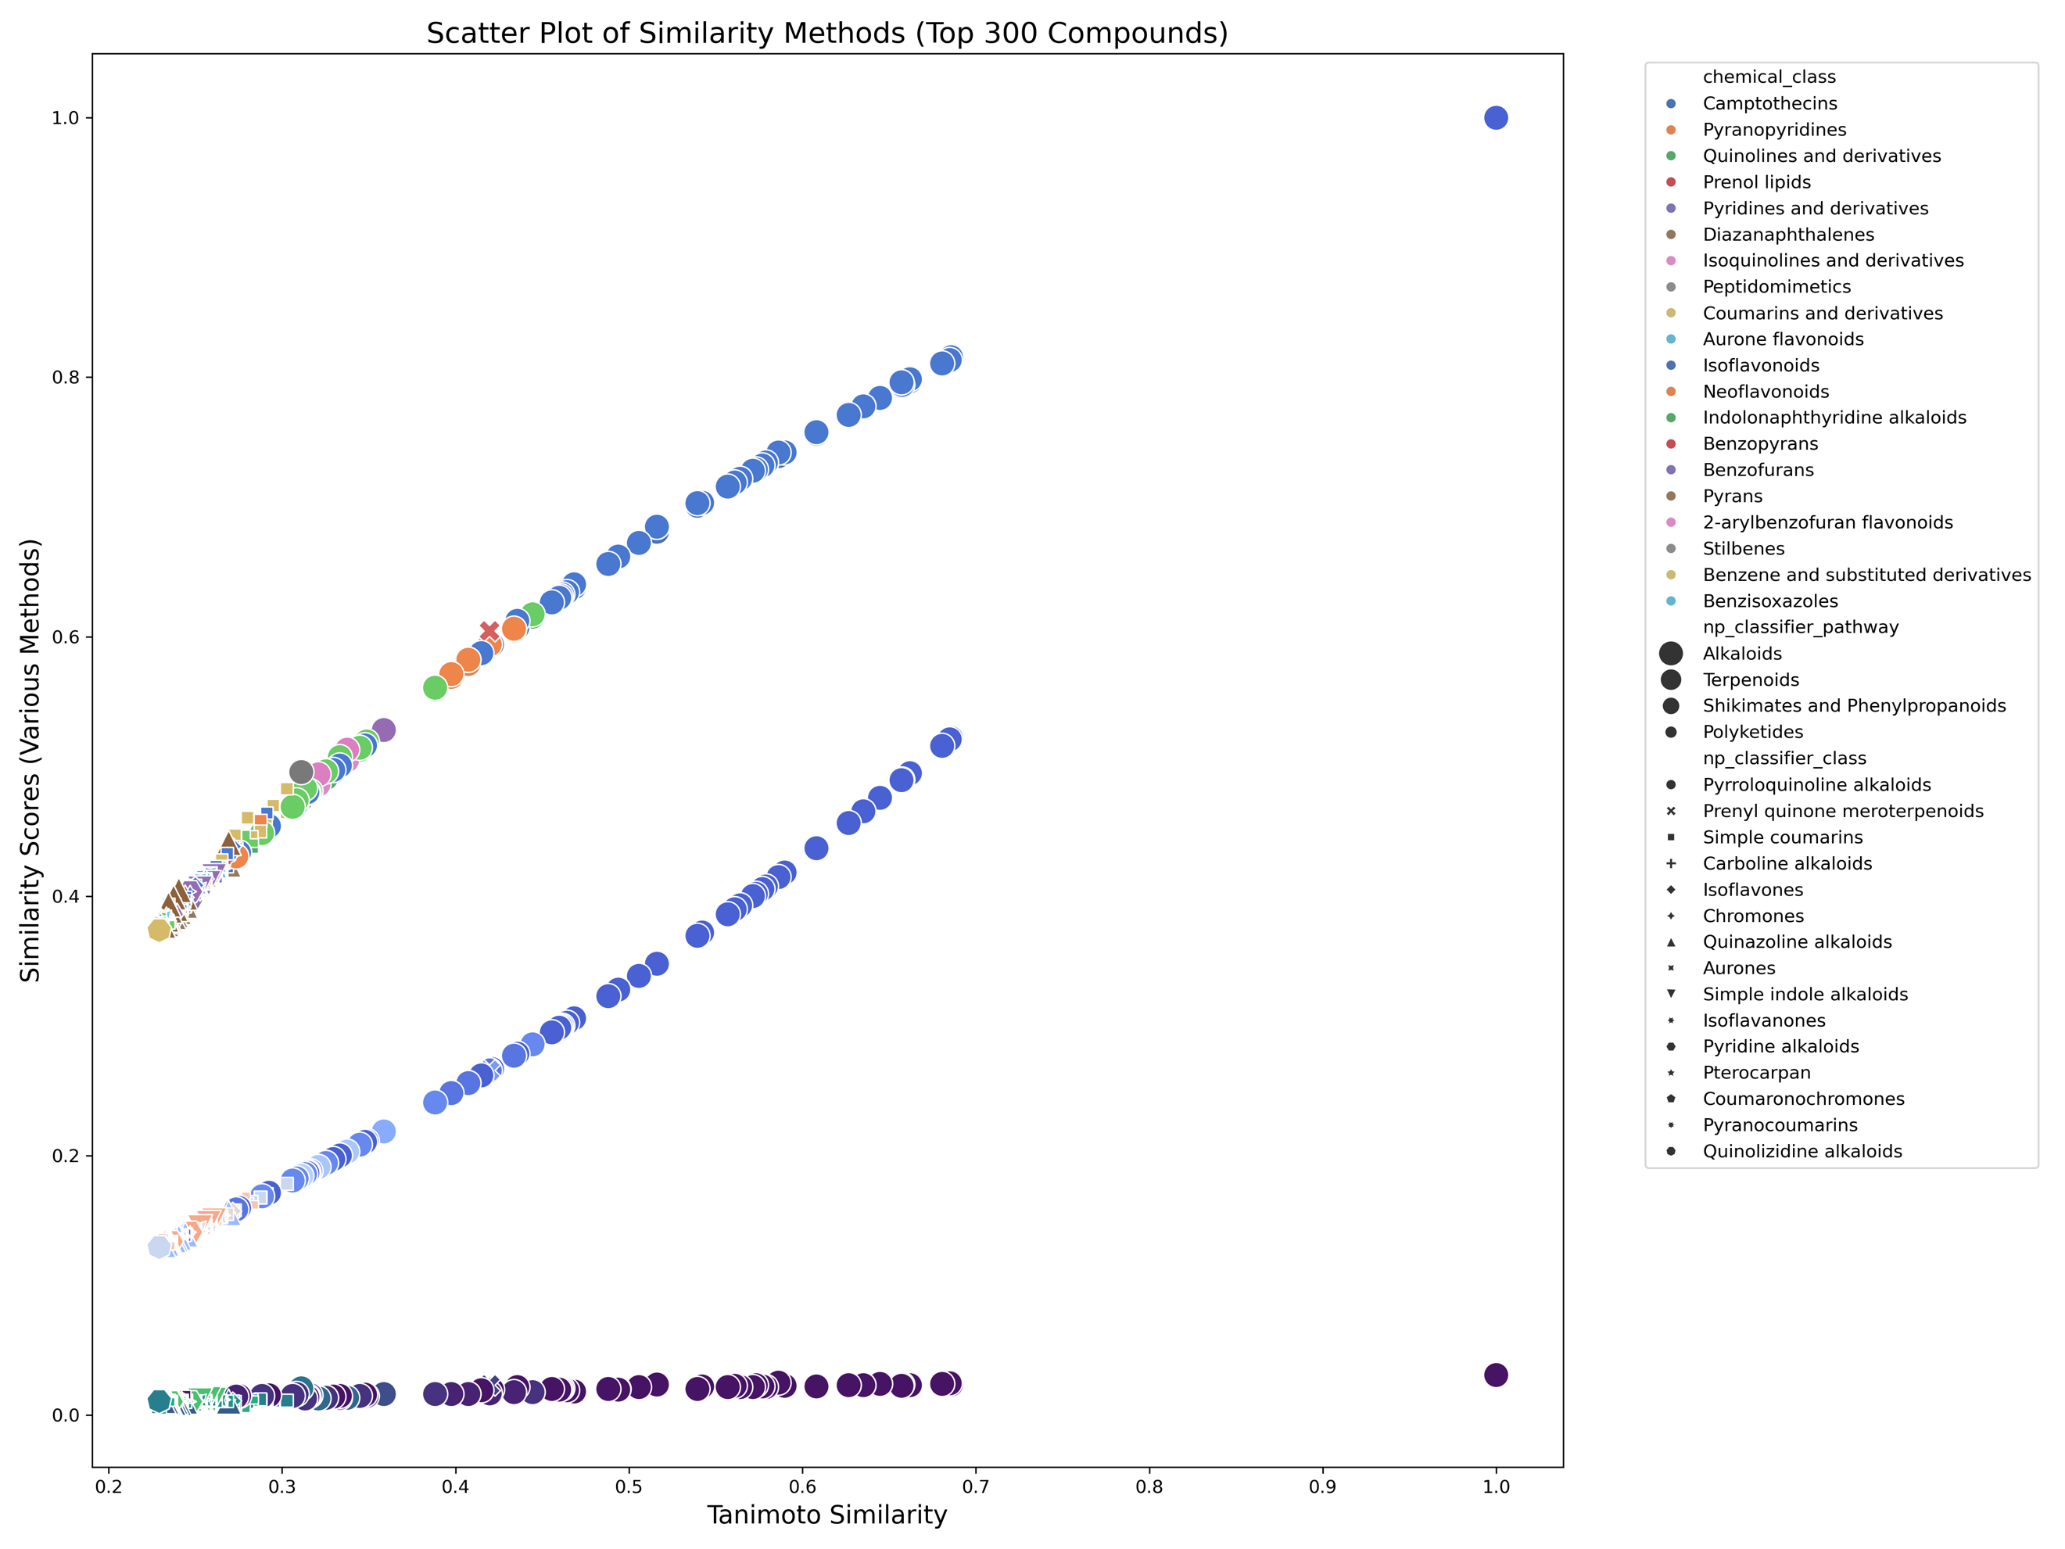 Scatter Plot of Similarity Methods (Top 300 Compounds)
Similarity Scores (Various Methods)
1.0
0.8
0.6
0.4
0.2
0.0
0.2
0.3
0.4
0.5
0.6
0.7
0.8
0.9
1.0
Tanimoto Similarity
chemical_class
Camptothecins
Pyranopyridines
Quinolines and derivatives
Prenol lipids
Pyridines and derivatives
Diazanaphthalenes
Isoquinolines and derivatives
Peptidomimetics
Coumarins and derivatives
Aurone flavonoids
Isoflavonoids
Neoflavonoids
Indolonaphthyridine alkaloids
Benzopyrans
Benzofurans
Pyrans
2-arylbenzofuran flavonoids
Stilbenes
Benzene and substituted derivatives
Benzisoxazoles
np_classifier_pathway
Alkaloids
Terpenoids
Shikimates and Phenylpropanoids
Polyketides
np_classifier_class
Pyrroloquinoline alkaloids
Prenyl quinone meroterpenoids
Simple coumarins
Carboline alkaloids
Isoflavones
Chromones
Quinazoline alkaloids
Aurones
Simple indole alkaloids
Isoflavanones
Pyridine alkaloids
Pterocarpan
Coumaronochromones
Pyranocoumarins
Quinolizidine alkaloids